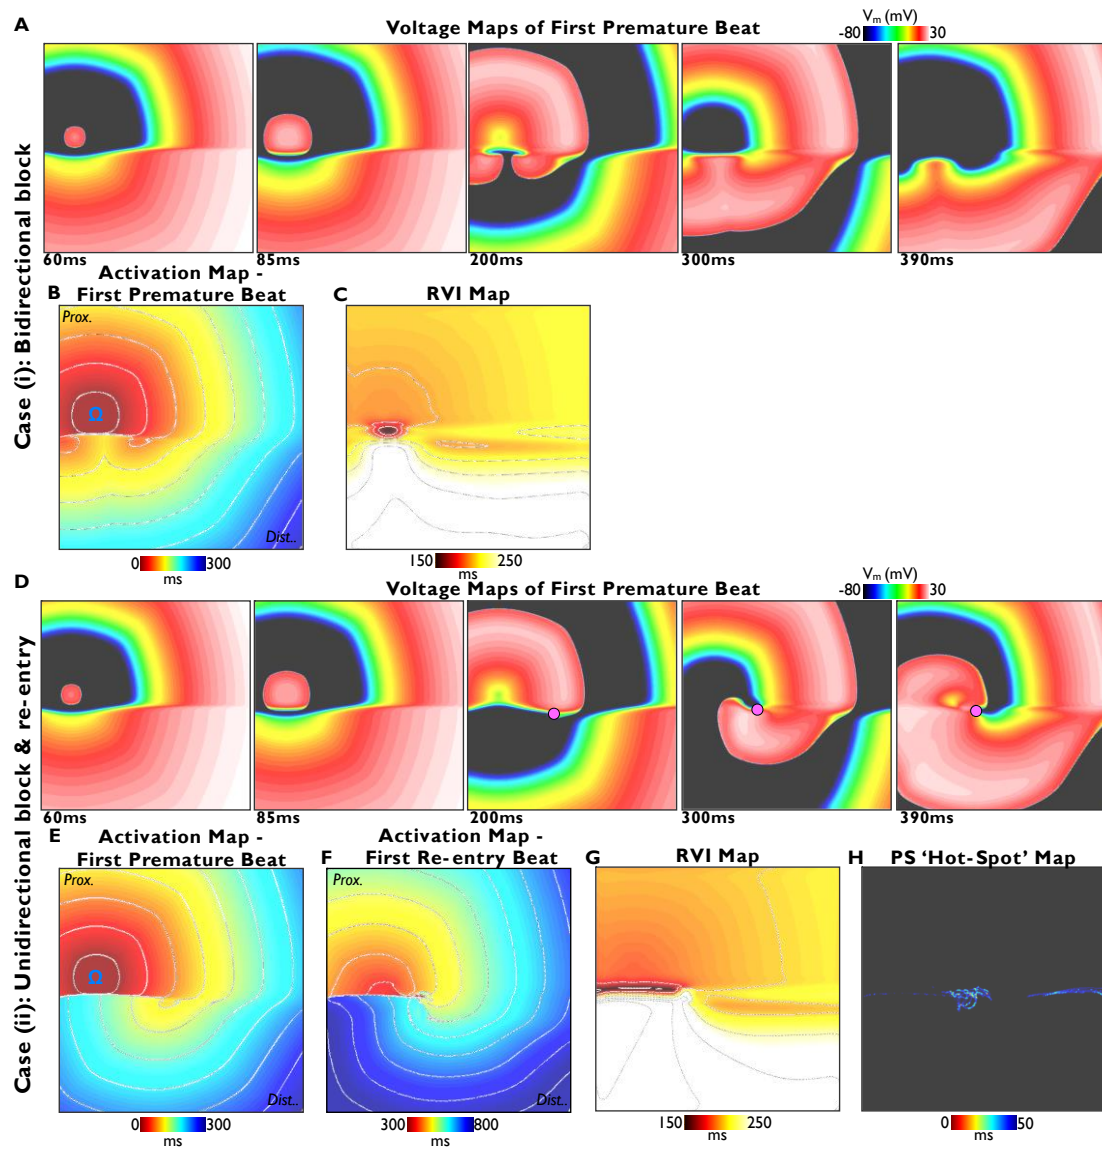 A
Voltage Maps of First Premature Beat
Vm (mV)
-80 30
Case (i): Bidirectional block
60ms 85ms 200ms 300ms 390ms
B
Activation Map -
First Premature Beat
C
RVI Map
Prox.
Ω
Dist..
0 300
ms
150 250
ms
D
Voltage Maps of First Premature Beat
Vm (mV)
-80 30
Case (ii): Unidirectional block & re-entry
60ms 85ms 200ms 300ms 390ms
E
Activation Map -
First Premature Beat
F
Activation Map -
First Re-entry Beat
G
RVI Map
H
PS ‘Hot-Spot’ Map
Prox.
Ω
Dist..
Prox.
Dist..
0 300
ms
300 800
ms
150 250
ms
0 50
ms